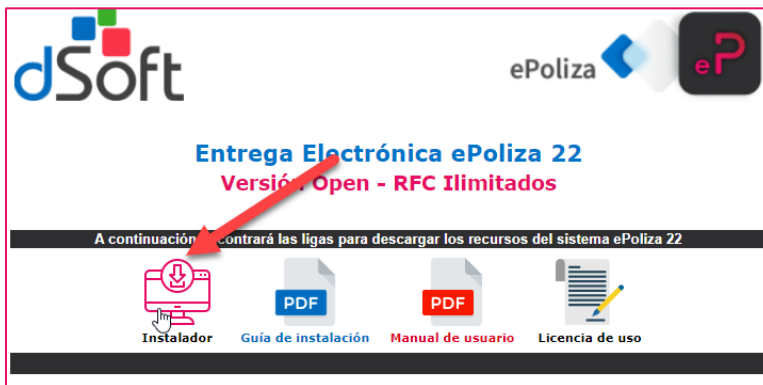 dSoft
ePoliza
eP
Entrega Electrónica ePoliza 22
Versión Open - RFC Ilimitados
A continuación encontrará las ligas para descargar los recursos del sistema ePoliza 22
PDF
PDF
Instalador Guía de instalación Manual de usuario Licencia de uso